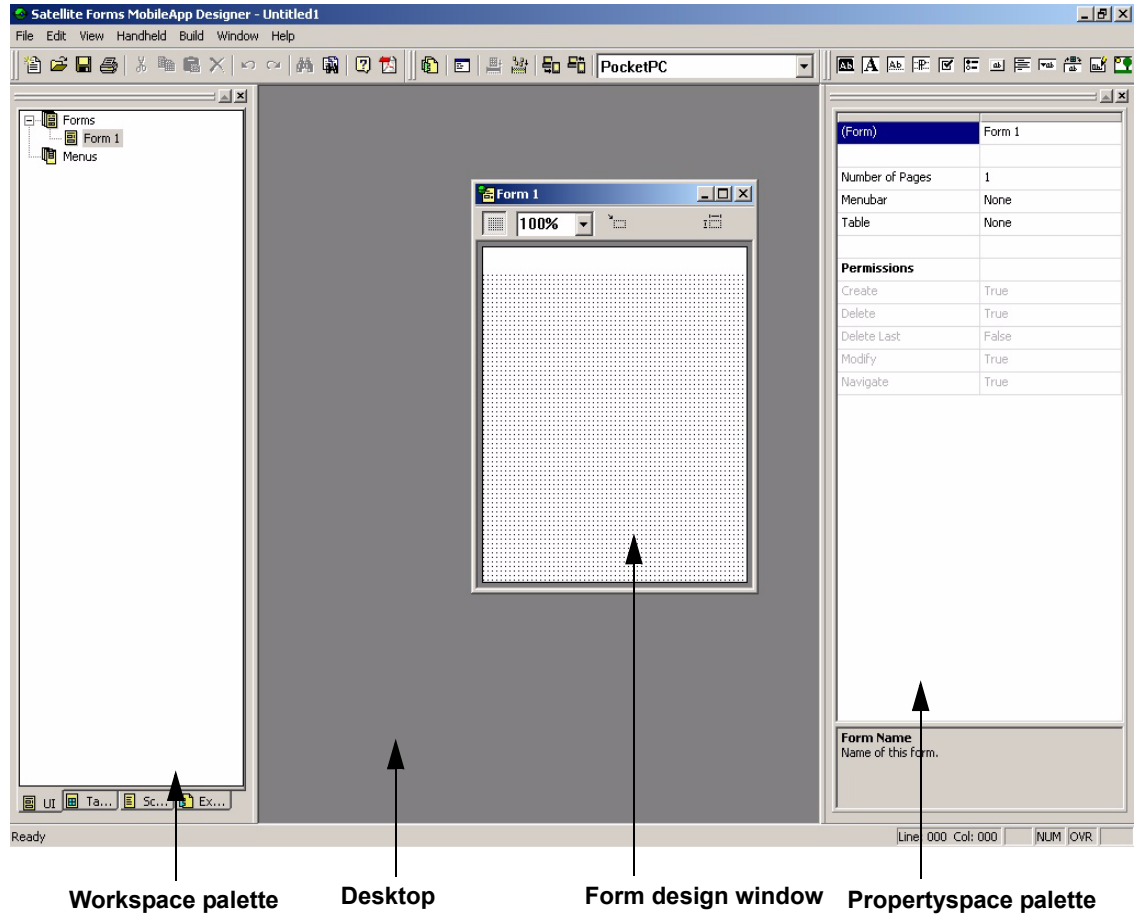 Satellite Forms MobileApp Designer - Untitled1
File Edit View Handheld Build Window Help
PocketPC
Forms
Form 1
Menus
UI Ta... Sc... Ex...
Form 1
100%
(Form) Form 1
Number of Pages 1
Menubar None
Table None
Permissions
Create True
Delete True
Delete Last False
Modify True
Navigate True
Form Name
Name of this form.
Ready
Line: 000 Col: 000 NUM OVR
Workspace palette
Desktop
Form design window
Propertyspace palette